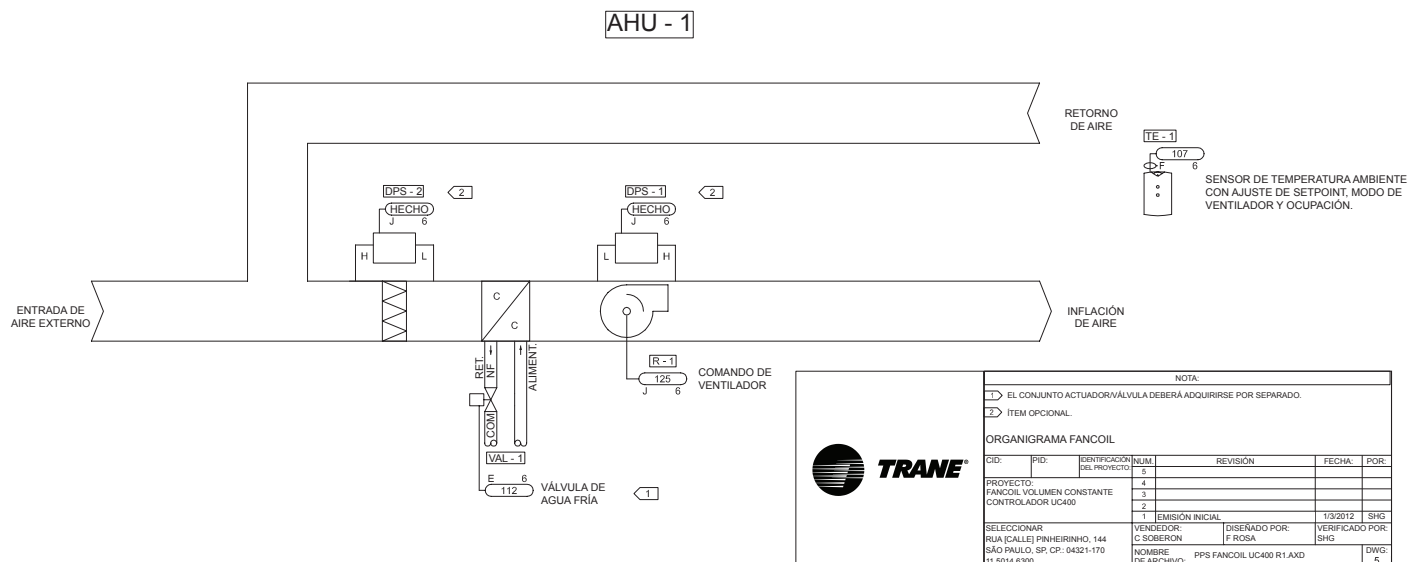 AHU - 1
RETORNO
DE AIRE
TE - 1
107
F 6
SENSOR DE TEMPERATURA AMBIENTE
CON AJUSTE DE SETPOINT, MODO DE
VENTILADOR Y OCUPACIÓN.
DPS - 2
2
HECHO
J 6
H L
DPS - 1
2
HECHO
J 6
L H
ENTRADA DE
AIRE EXTERNO
C
C
INFLACIÓN
DE AIRE
RET.
NF
ALIMENT.
COM
VAL - 1
E 6
112
VÁLVULA DE
AGUA FRÍA
1
R - 1
125
J 6
COMANDO DE
VENTILADOR
TRANE®
NOTA:
1 EL CONJUNTO ACTUADOR/VÁLVULA DEBERÁ ADQUIRIRSE POR SEPARADO.
2 ÍTEM OPCIONAL.
ORGANIGRAMA FANCOIL
CID: PID: IDENTIFICACIÓN DEL PROYECTO: NUM. REVISIÓN FECHA: POR:
5
4
3
2
1 EMISIÓN INICIAL 1/3/2012 SHG
PROYECTO:
FANCOIL VOLUMEN CONSTANTE
CONTROLADOR UC400
SELECCIONAR
RUA [CALLE] PINHEIRINHO, 144
SÃO PAULO, SP, CP.: 04321-170
11 5014 6300
VENDEDOR:
C SOBERON
DISEÑADO POR:
F ROSA
VERIFICADO POR:
SHG
NOMBRE
DE ARCHIVO: PPS FANCOIL UC400 R1.AXD
DWG:
5